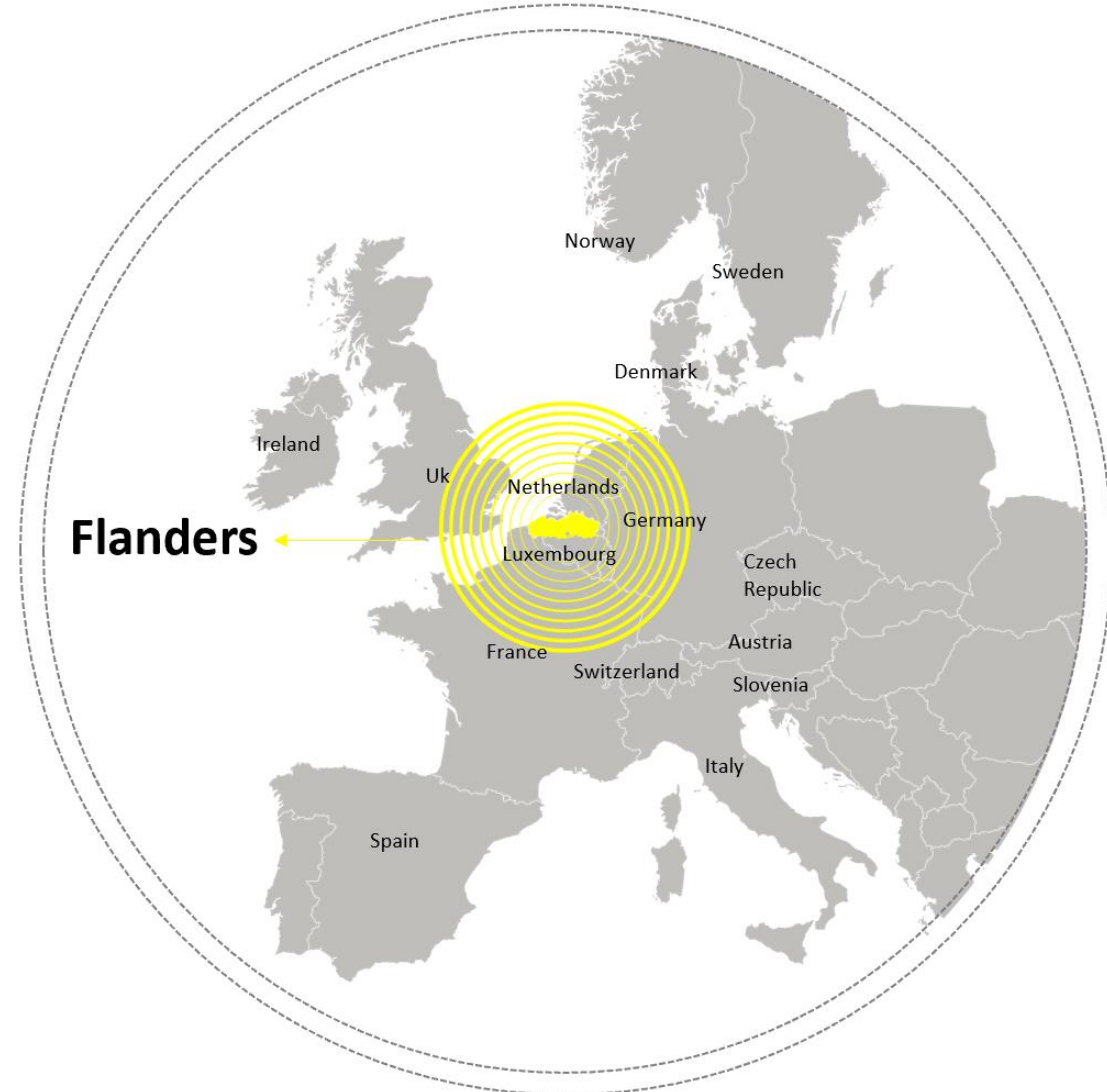 Norway
Sweden
Denmark
Ireland
Uk
Netherlands
Germany
Flanders
Luxembourg
Czech
Republic
Austria
France
Switzerland
Slovenia
Italy
Spain